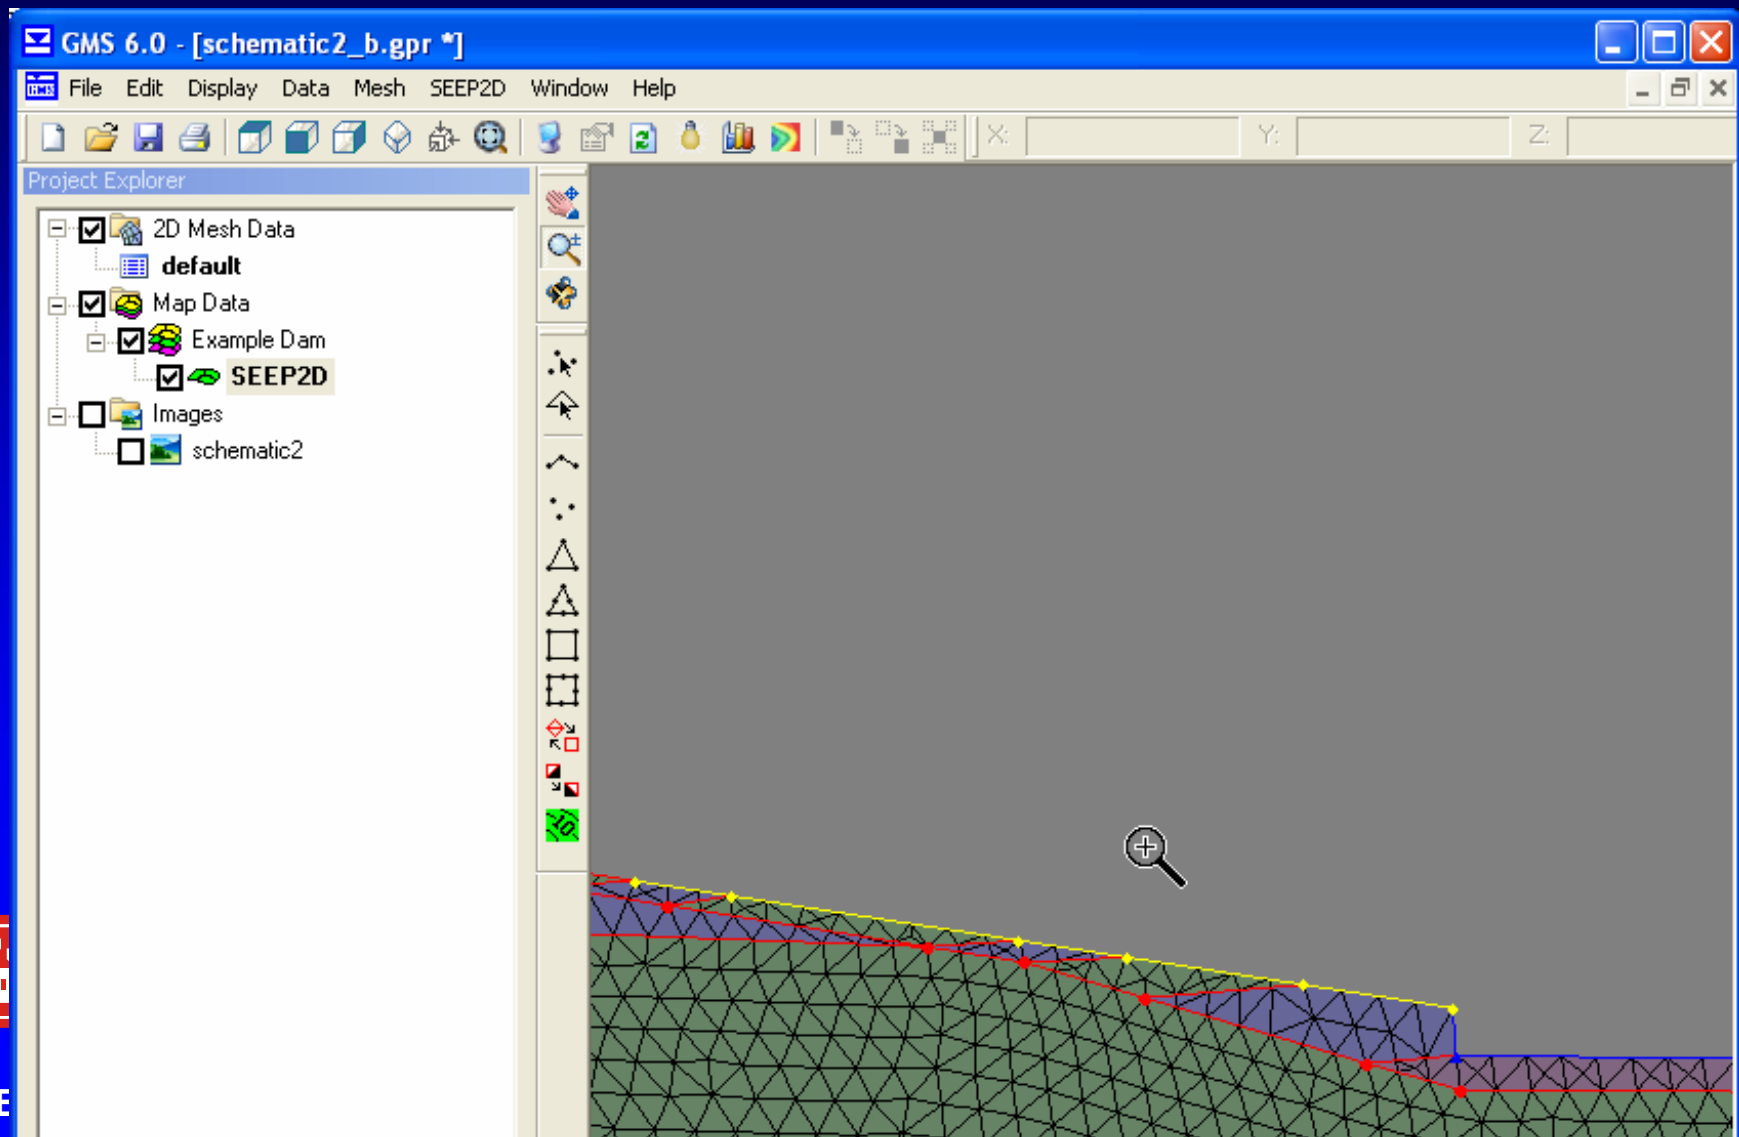 GMS 6.0 - [schematic2_b.gpr *]
File Edit Display Data Mesh SEEP2D Window Help
X: Y: Z:
Project Explorer
2D Mesh Data
default
Map Data
Example Dam
SEEP2D
Images
schematic2
10
E